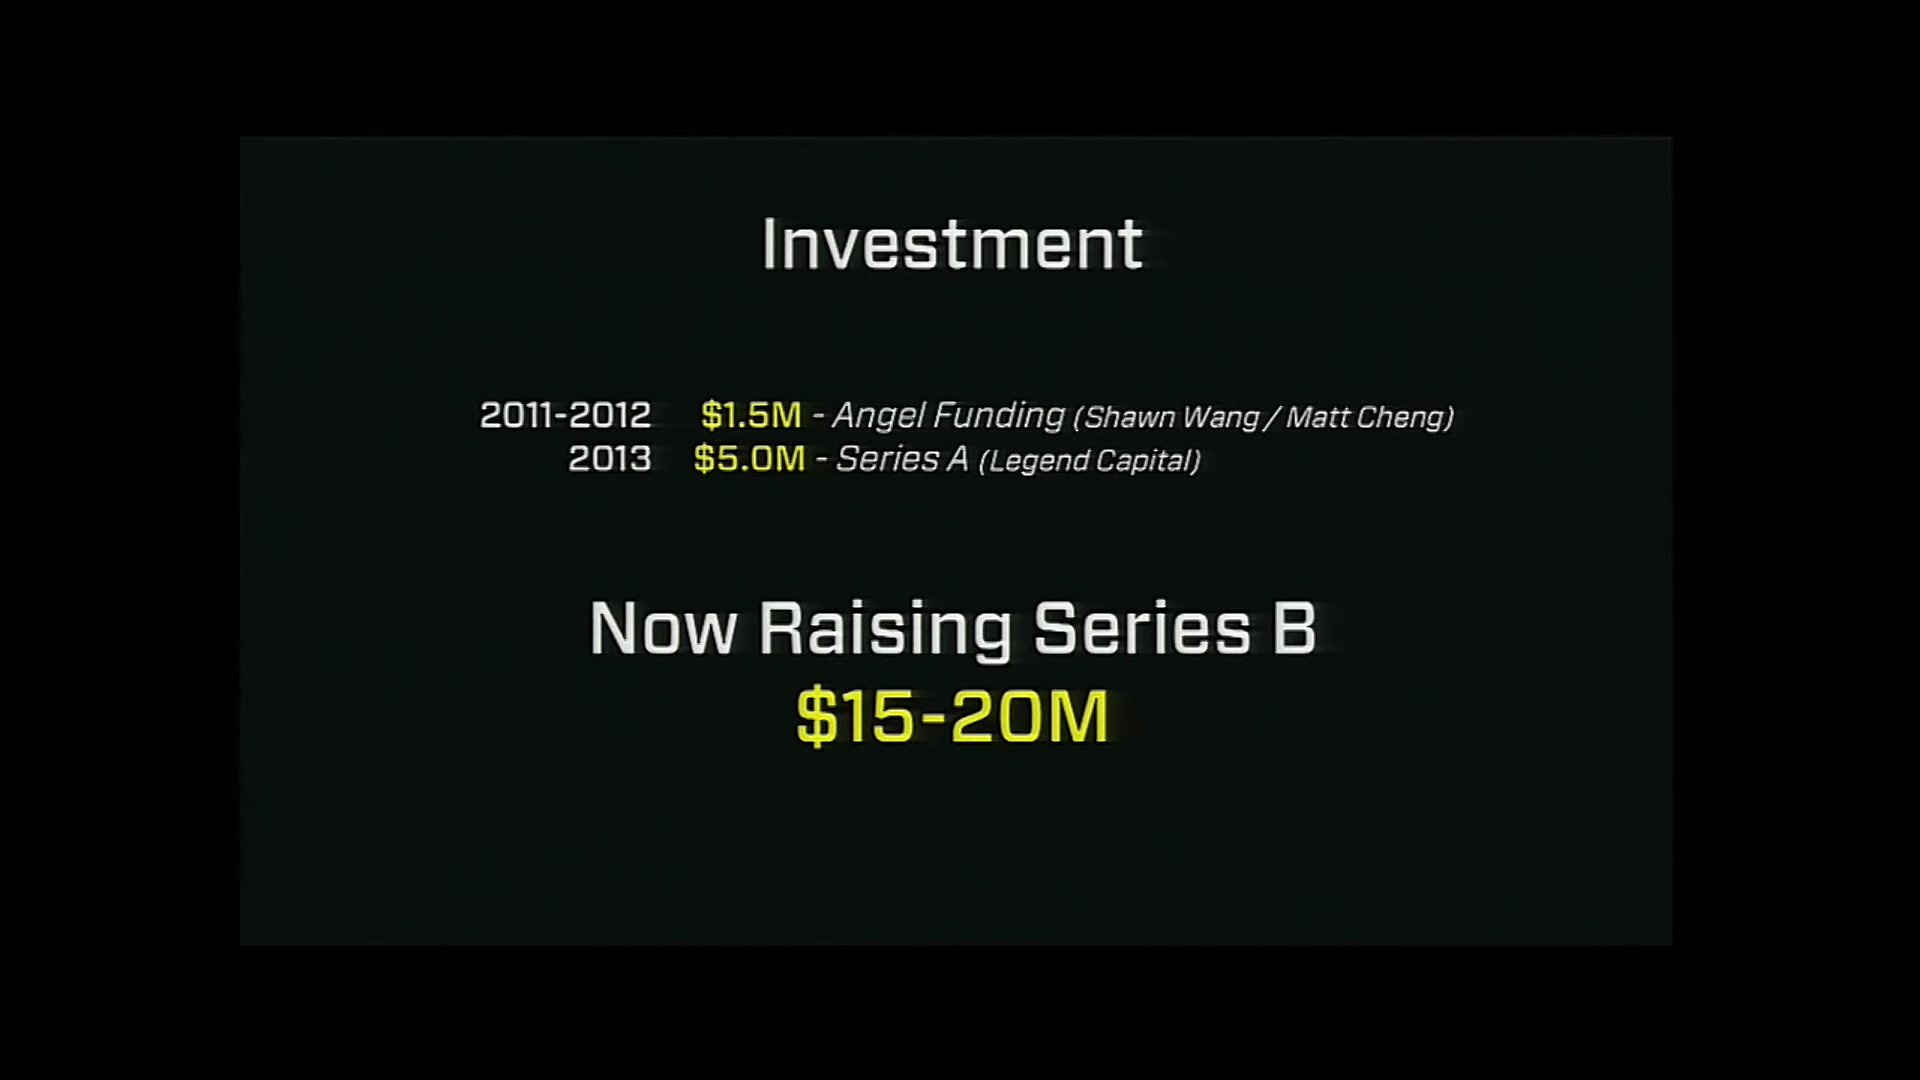 Investment
2011-2012 $1.5M - Angel Funding (Shawn Wang / Matt Cheng)
2013 $5.0M - Series A (Legend Capital)
Now Raising Series B
$15-20M